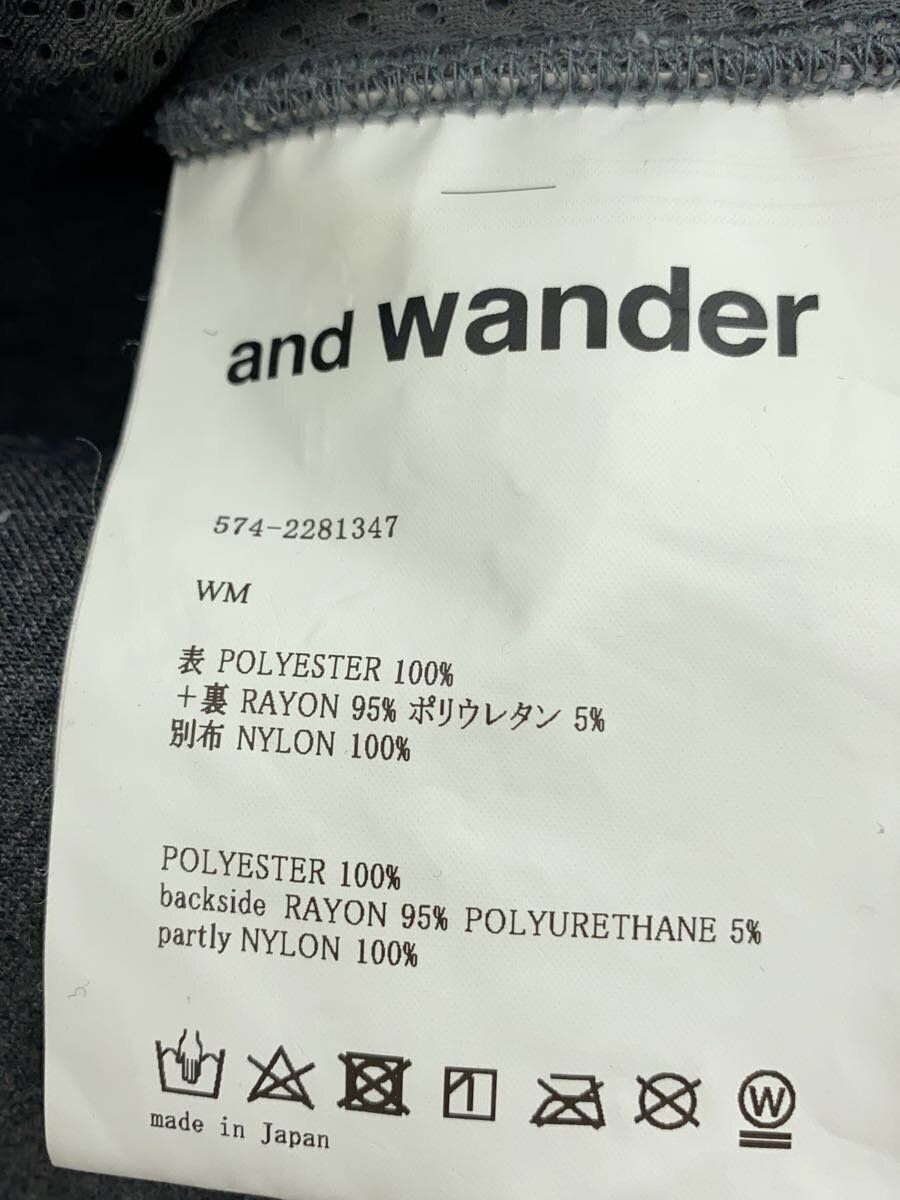 and wander
574-2281347
WM
表 POLYESTER 100%
+裏 RAYON 95% ポリウレタン 5%
別布 NYLON 100%
POLYESTER 100%
backside RAYON 95% POLYURETHANE 5%
partly NYLON 100%
W
made in Japan